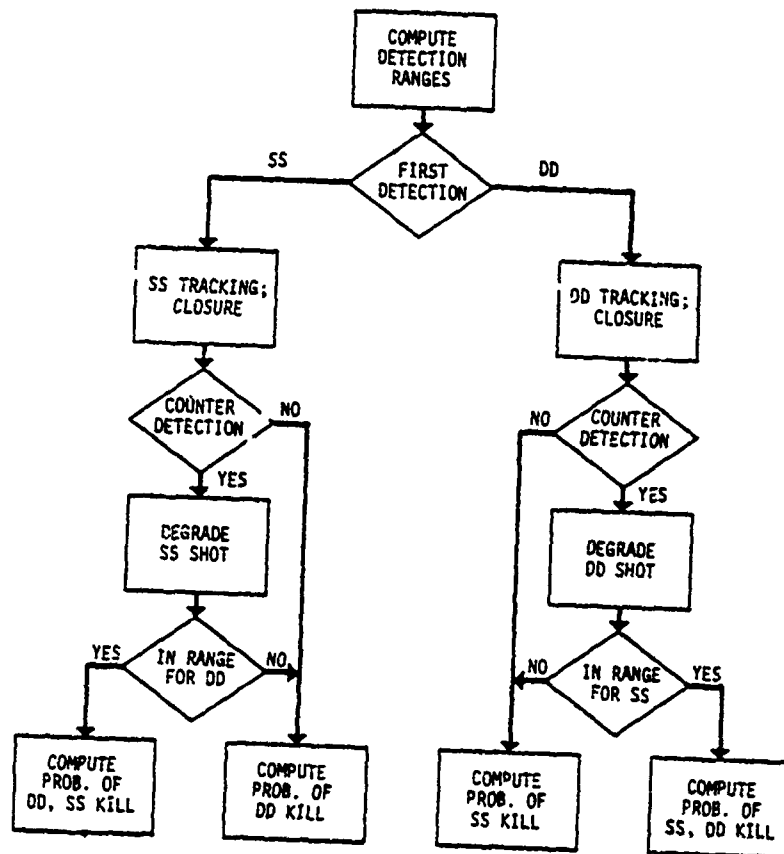 COMPUTE
DETECTION
RANGES
SS
FIRST
DETECTION
DD
SS TRACKING;
CLOSURE
DD TRACKING;
CLOSURE
COUNTER
DETECTION
NO
YES
NO
COUNTER
DETECTION
YES
DEGRADE
SS SHOT
DEGRADE
DD SHOT
YES
IN RANGE
FOR DD
NO
NO
IN RANGE
FOR SS
YES
COMPUTE
PROB. OF
DD, SS KILL
COMPUTE
PROB. OF
DD KILL
COMPUTE
PROB. OF
SS KILL
COMPUTE
PROB. OF
SS, DD KILL